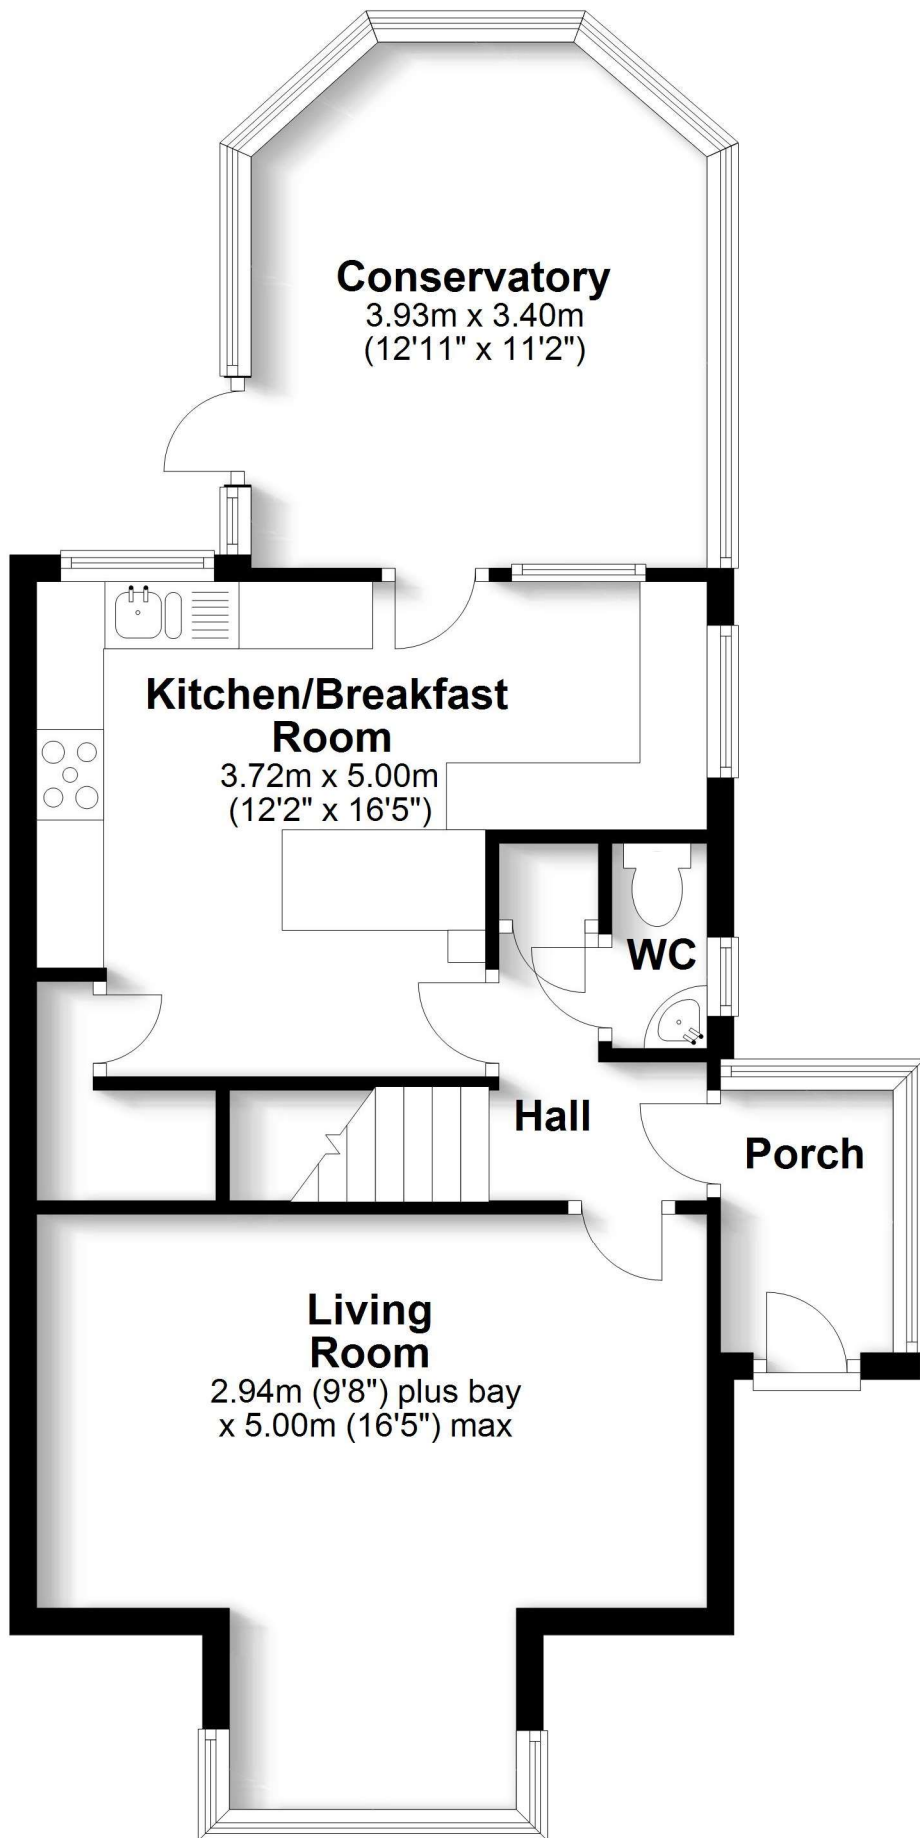 Conservatory
3.93m x 3.40m
(12'11" x 11'2")
Kitchen/Breakfast
Room
3.72m x 5.00m
(12'2" x 16'5")
WC
Hall
Porch
Living
Room
2.94m (9'8") plus bay
x 5.00m (16'5") max